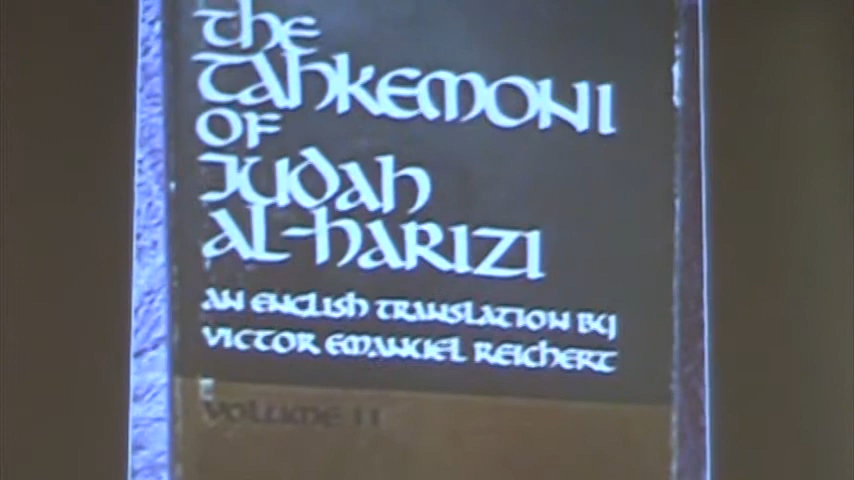 the
tahkemoni
of
judah
al-harizi
an english translation by
victor emanuel reichert
volume II